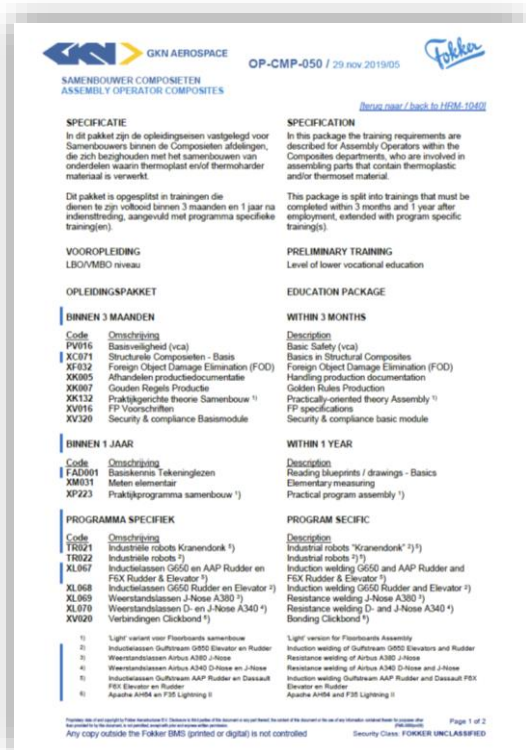 GKN AEROSPACE
OP-CMP-050 / 29.nov.2019/05
Fokker
SAMENBOUWER COMPOSIETEN
ASSEMBLY OPERATOR COMPOSITES
[terug naar / back to HRM-1040]
SPECIFICATIE
In dit pakket zijn de opleidingseisen vastgelegd voor
Samenbouwers binnen de Composieten afdelingen,
die zich bezighouden met het samenbouwen van
onderdelen waarin thermoplast en/of thermoharder
materiaal is verwerkt.
Dit pakket is opgesplitst in trainingen die
dienen te zijn voltooid binnen 3 maanden en 1 jaar na
indiensttreding, aangevuld met programma specifieke
training(en).
SPECIFICATION
In this package the training requirements are
described for Assembly Operators within the
Composites departments, who are involved in
assembling parts that contain thermoplastic
and/or thermoset material.
This package is split into trainings that must be
completed within 3 months and 1 year after
employment, extended with program specific
training(s).
VOOROPLEIDING
LBO/VMBO niveau
PRELIMINARY TRAINING
Level of lower vocational education
OPLEIDINGSPAKKET EDUCATION PACKAGE
BINNEN 3 MAANDEN WITHIN 3 MONTHS
Code Omschrijving Description
PV016 Basisveiligheid (vca) Basic Safety (vca)
XC071 Structurele Composieten - Basis Basics in Structural Composites
XF032 Foreign Object Damage Elimination (FOD) Foreign Object Damage Elimination (FOD)
XK005 Afhandelen productiedocumentatie Handling production documentation
XK007 Gouden Regels Productie Golden Rules Production
XK132 Praktijkgerichte theorie Samenbouw 1) Practically-oriented theory Assembly 1)
XV016 FP Voorschriften FP specifications
XV320 Security & compliance Basismodule Security & compliance basic module
BINNEN 1 JAAR WITHIN 1 YEAR
Code Omschrijving Description
FAD001 Basiskennis Tekeninglezen Reading blueprints / drawings - Basics
XM031 Meten elementair Elementary measuring
XP223 Praktijkprogramma samenbouw 1) Practical program assembly 1)
PROGRAMMA SPECIFIEK PROGRAM SECIFIC
Code Omschrijving Description
TR021 Industriële robots Kranendonk 5) Industrial robots "Kranendonk" 2) 5)
TR022 Industriële robots 2) Industrial robots 2) 5)
XL067 Inductielassen G650 en AAP Rudder en Induction welding G650 and AAP Rudder and
F6X Rudder & Elevator 5) F6X Rudder & Elevator 5)
XL068 Inductielassen G650 Rudder en Elevator 2) Induction welding G650 Rudder and Elevator 2)
XL069 Weerstandslassen J-Nose A380 3) Resistance welding J-Nose A380 3)
XL070 Weerstandslassen D- en J-Nose A340 4) Resistance welding D- and J-Nose A340 4)
XV020 Verbindingen Clickbond 6) Bonding Clickbond 6)
1) 'Light' variant voor Floorboards samenbouw 'Light' version for Floorboards Assembly
2) Inductielassen Gulfstream G650 Elevator en Rudder Induction welding of Gulfstream G650 Elevators and Rudder
3) Weerstandslassen Airbus A380 J-Nose Resistance welding of Airbus A380 J-Nose
4) Weerstandslassen Airbus A340 D-Nose en J-Nose Resistance welding of Airbus A340 D-Nose and J-Nose
5) Inductielassen Gulfstream AAP Rudder en Dassault Induction welding Gulfstream AAP Rudder and Dassault F6X
F6X Elevator en Rudder Elevator en Rudder
6) Apache AH64 en F35 Lightning II Apache AH64 and F35 Lightning II
Page 1 of 2
Any copy outside the Fokker BMS (printed or digital) is not controlled Security Class: FOKKER UNCLASSIFIED